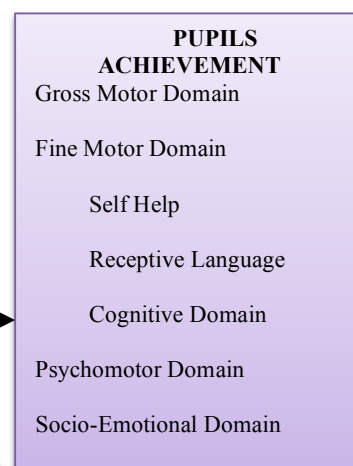 PUPILS
ACHIEVEMENT
Gross Motor Domain
Fine Motor Domain
Self Help
Receptive Language
Cognitive Domain
Psychomotor Domain
Socio-Emotional Domain